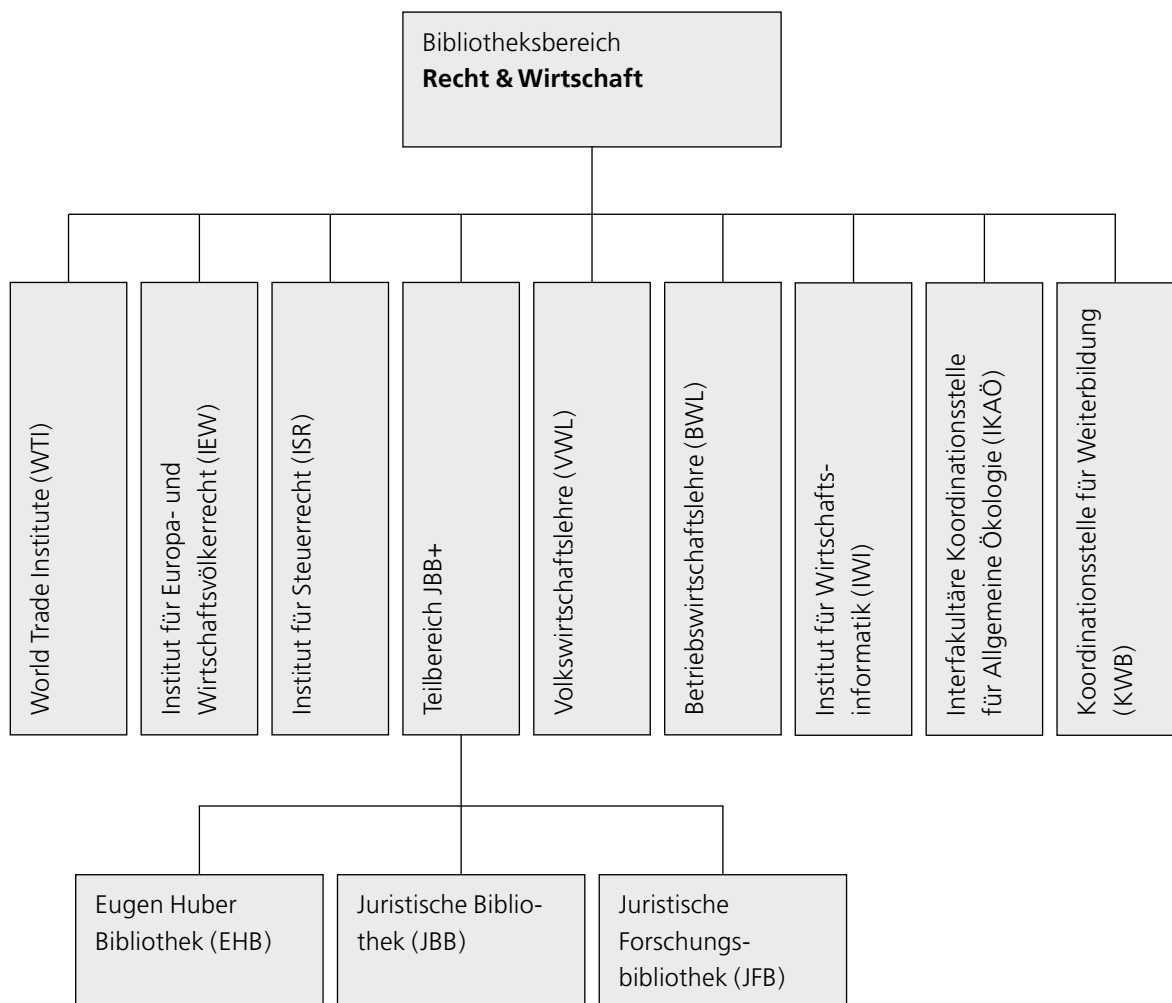 Bibliotheksbereich
Recht & Wirtschaft
World Trade Institute (WTI)
Institut für Europa- und
Wirtschaftsvölkerrecht (IEW)
Institut für Steuerrecht (ISR)
Teilbereich JBB+
Volkswirtschaftslehre (VWL)
Betriebswirtschaftslehre (BWL)
Institut für Wirtschafts-
informatik (IWI)
Interfakultäre Koordinationsstelle
für Allgemeine Ökologie (IKAÖ)
Koordinationsstelle für Weiterbildung
(KWB)
Eugen Huber
Bibliothek (EHB)
Juristische Biblio-
thek (JBB)
Juristische
Forschungs-
bibliothek (JFB)